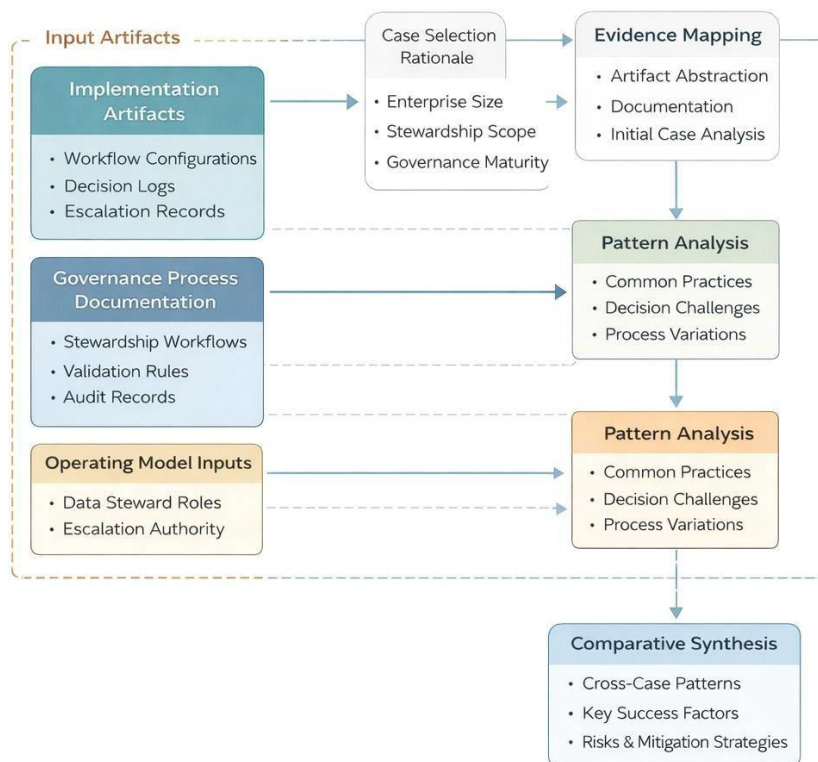 Input Artifacts
Implementation
Artifacts
• Workflow Configurations
• Decision Logs
• Escalation Records
Governance Process
Documentation
• Stewardship Workflows
• Validation Rules
• Audit Records
Operating Model Inputs
• Data Steward Roles
• Escalation Authority
Case Selection
Rationale
• Enterprise Size
• Stewardship Scope
• Governance Maturity
Evidence Mapping
• Artifact Abstraction
• Documentation
• Initial Case Analysis
Pattern Analysis
• Common Practices
• Decision Challenges
• Process Variations
Pattern Analysis
• Common Practices
• Decision Challenges
• Process Variations
Comparative Synthesis
• Cross-Case Patterns
• Key Success Factors
• Risks & Mitigation Strategies